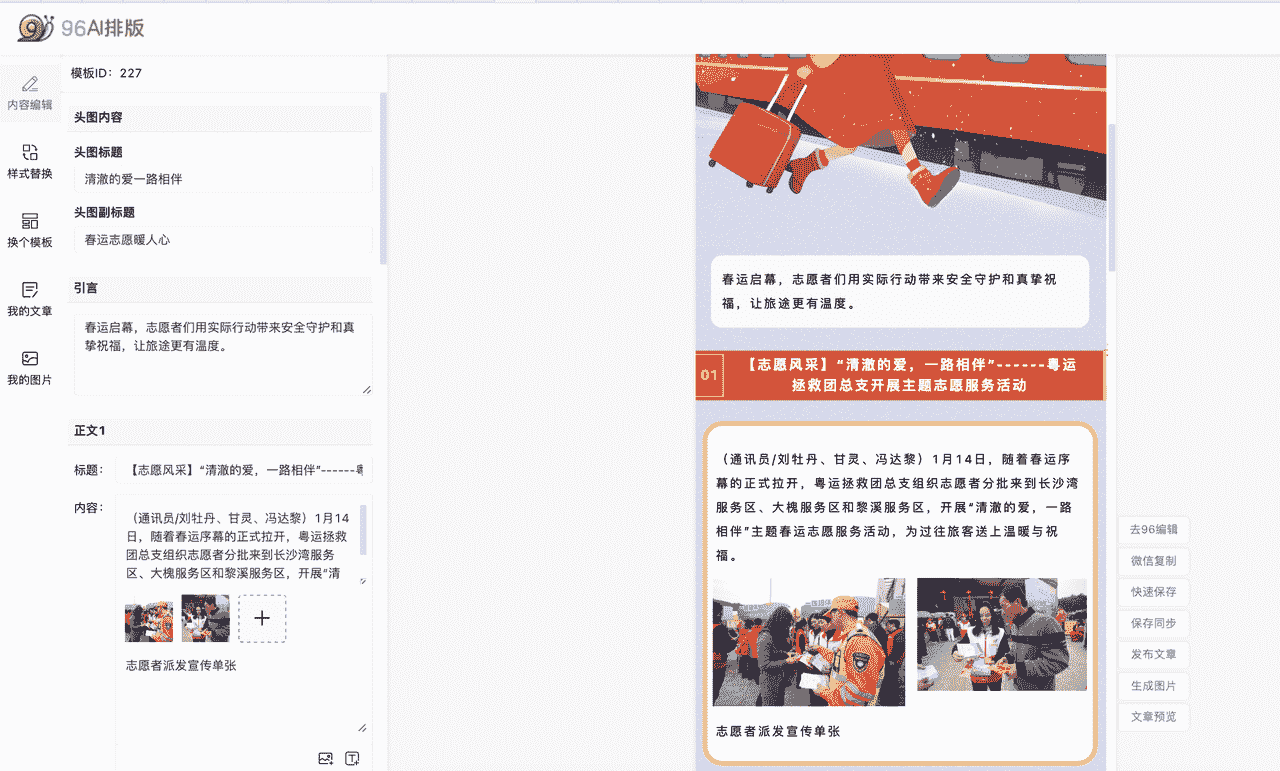 96AI排版
模板ID：227
内容编辑
样式替换
换个模板
我的文章
我的图片
头图内容
头图标题
清澈的爱一路相伴
头图副标题
春运志愿暖人心
引言
春运启幕，志愿者们用实际行动带来安全守护和真
挚祝福，让旅途更有温度。
正文1
标题：
【志愿风采】“清澈的爱，一路相伴”------粤
内容：
（通讯员/刘牡丹、甘灵、冯达黎）1月14
日，随着春运序幕的正式拉开，粤运拯救
团总支组织志愿者分批来到长沙湾服务
区、大槐服务区和黎溪服务区，开展“清
志愿者派发宣传单张
春运启幕，志愿者们用实际行动带来安全守护和真挚祝
福，让旅途更有温度。
01
【志愿风采】“清澈的爱，一路相伴”------粤运
拯救团总支开展主题志愿服务活动
（通讯员/刘牡丹、甘灵、冯达黎）1月14日，随着春运序
幕的正式拉开，粤运拯救团总支组织志愿者分批来到长沙湾
服务区、大槐服务区和黎溪服务区，开展“清澈的爱，一路
相伴”主题春运志愿服务活动，为过往旅客送上温暖与祝
福。
志愿者派发宣传单张
去96编辑
微信复制
快速保存
保存同步
发布文章
生成图片
文章预览